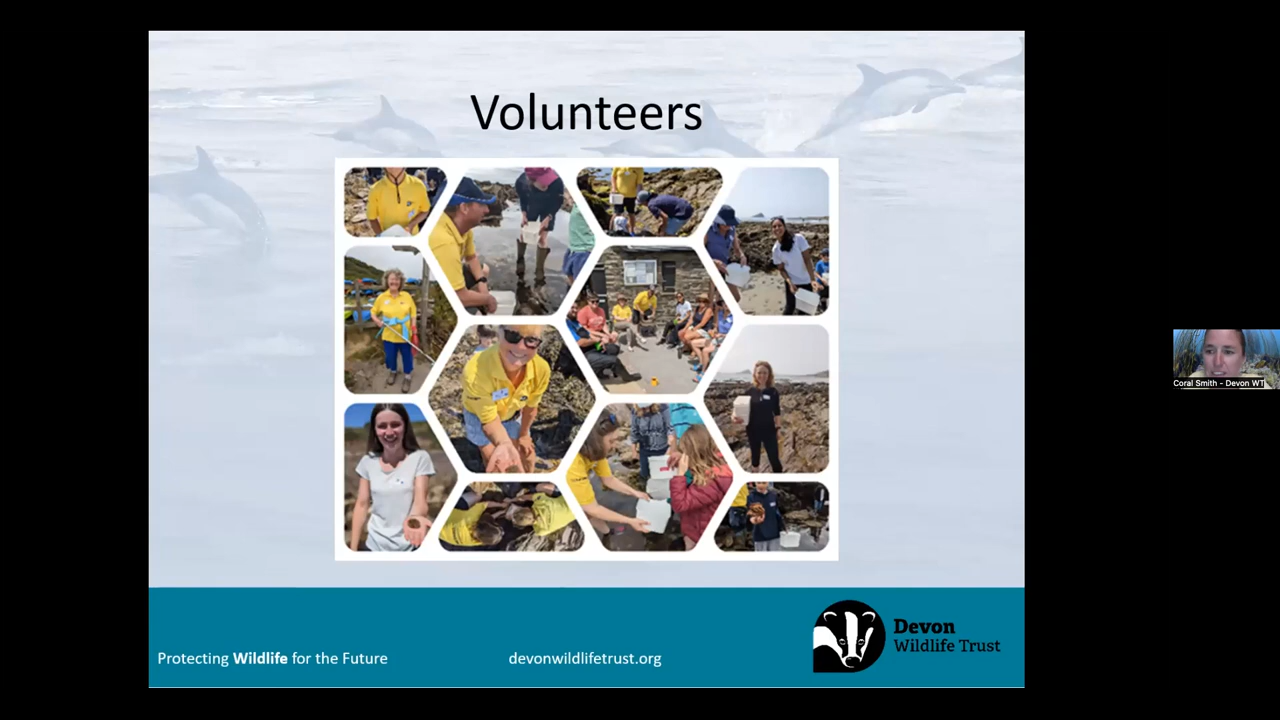 Volunteers
Coral Smith - Devon WT
Devon
Wildlife Trust
Protecting Wildlife for the Future
devonwildlifetrust.org